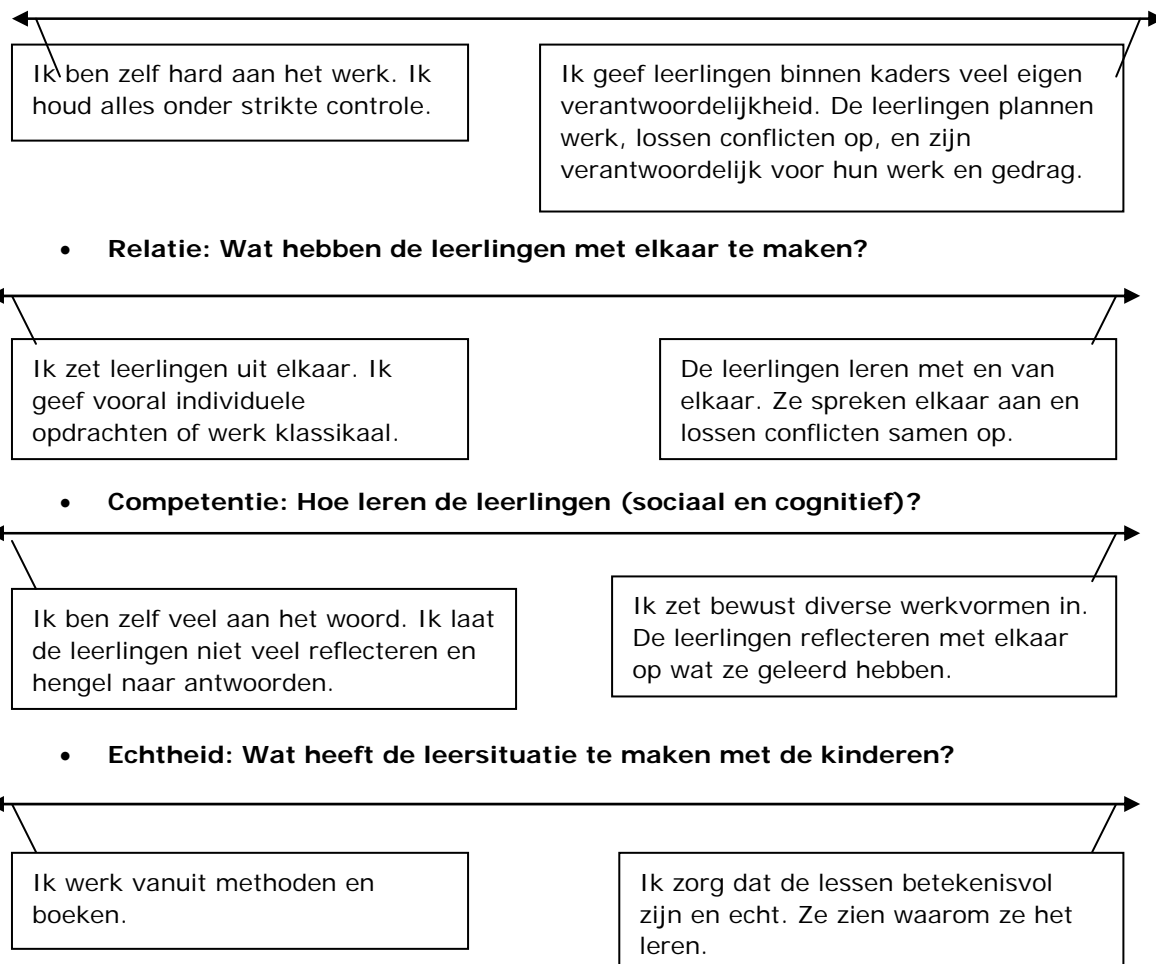 Ik ben zelf hard aan het werk. Ik
houd alles onder strikte controle.
Ik geef leerlingen binnen kaders veel eigen
verantwoordelijkheid. De leerlingen plannen
werk, lossen conflicten op, en zijn
verantwoordelijk voor hun werk en gedrag.
• Relatie: Wat hebben de leerlingen met elkaar te maken?
Ik zet leerlingen uit elkaar. Ik
geef vooral individuele
opdrachten of werk klassikaal.
De leerlingen leren met en van
elkaar. Ze spreken elkaar aan en
lossen conflicten samen op.
• Competentie: Hoe leren de leerlingen (sociaal en cognitief)?
Ik ben zelf veel aan het woord. Ik laat
de leerlingen niet veel reflecteren en
hengel naar antwoorden.
Ik zet bewust diverse werkvormen in.
De leerlingen reflecteren met elkaar
op wat ze geleerd hebben.
• Echtheid: Wat heeft de leersituatie te maken met de kinderen?
Ik werk vanuit methoden en
boeken.
Ik zorg dat de lessen betekenisvol
zijn en echt. Ze zien waarom ze het
leren.